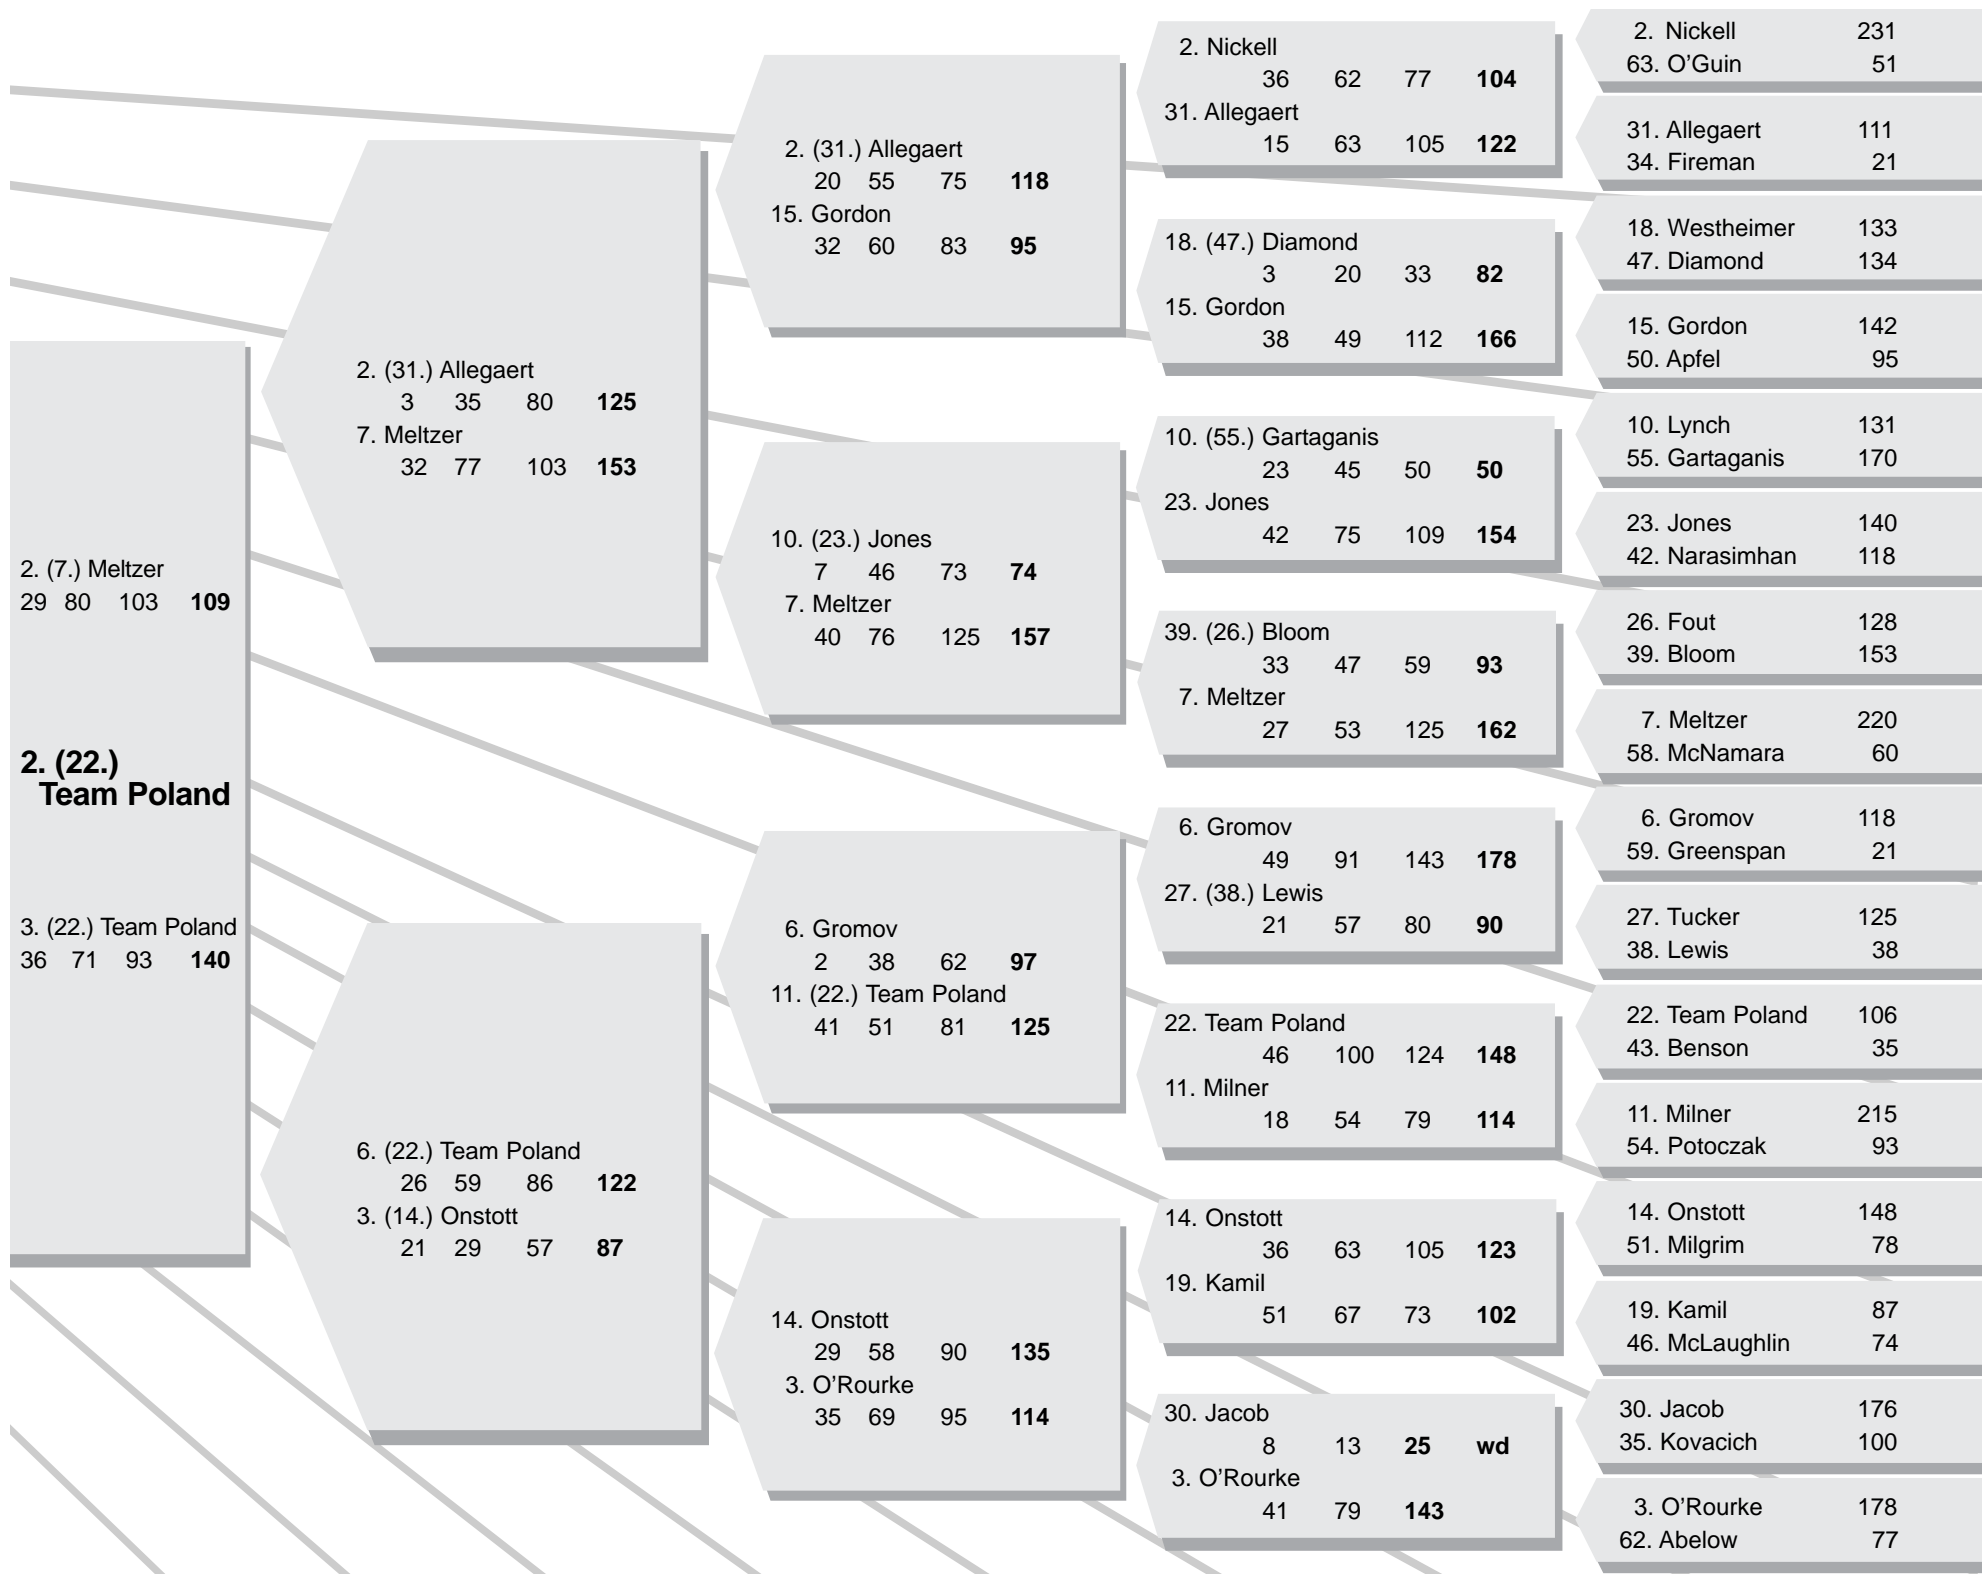 2. (7.) Meltzer
29 80 103 109
2. (22.)
Team Poland
3. (22.) Team Poland
36 71 93 140
2. (31.) Allegaert
3 35 80 125
7. Meltzer
32 77 103 153
6. (22.) Team Poland
26 59 86 122
3. (14.) Onstott
21 29 57 87
2. (31.) Allegaert
20 55 75 118
15. Gordon
32 60 83 95
10. (23.) Jones
7 46 73 74
7. Meltzer
40 76 125 157
6. Gromov
2 38 62 97
11. (22.) Team Poland
41 51 81 125
14. Onstott
29 58 90 135
3. O’Rourke
35 69 95 114
2. Nickell
36 62 77 104
31. Allegaert
15 63 105 122
18. (47.) Diamond
3 20 33 82
15. Gordon
38 49 112 166
10. (55.) Gartaganis
23 45 50 50
23. Jones
42 75 109 154
39. (26.) Bloom
33 47 59 93
7. Meltzer
27 53 125 162
6. Gromov
49 91 143 178
27. (38.) Lewis
21 57 80 90
22. Team Poland
46 100 124 148
11. Milner
18 54 79 114
14. Onstott
36 63 105 123
19. Kamil
51 67 73 102
30. Jacob
8 13 25 wd
3. O’Rourke
41 79 143
2. Nickell 231
63. O’Guin 51
31. Allegaert 111
34. Fireman 21
18. Westheimer 133
47. Diamond 134
15. Gordon 142
50. Apfel 95
10. Lynch 131
55. Gartaganis 170
23. Jones 140
42. Narasimhan 118
26. Fout 128
39. Bloom 153
7. Meltzer 220
58. McNamara 60
6. Gromov 118
59. Greenspan 21
27. Tucker 125
38. Lewis 38
22. Team Poland 106
43. Benson 35
11. Milner 215
54. Potoczak 93
14. Onstott 148
51. Milgrim 78
19. Kamil 87
46. McLaughlin 74
30. Jacob 176
35. Kovacich 100
3. O’Rourke 178
62. Abelow 77